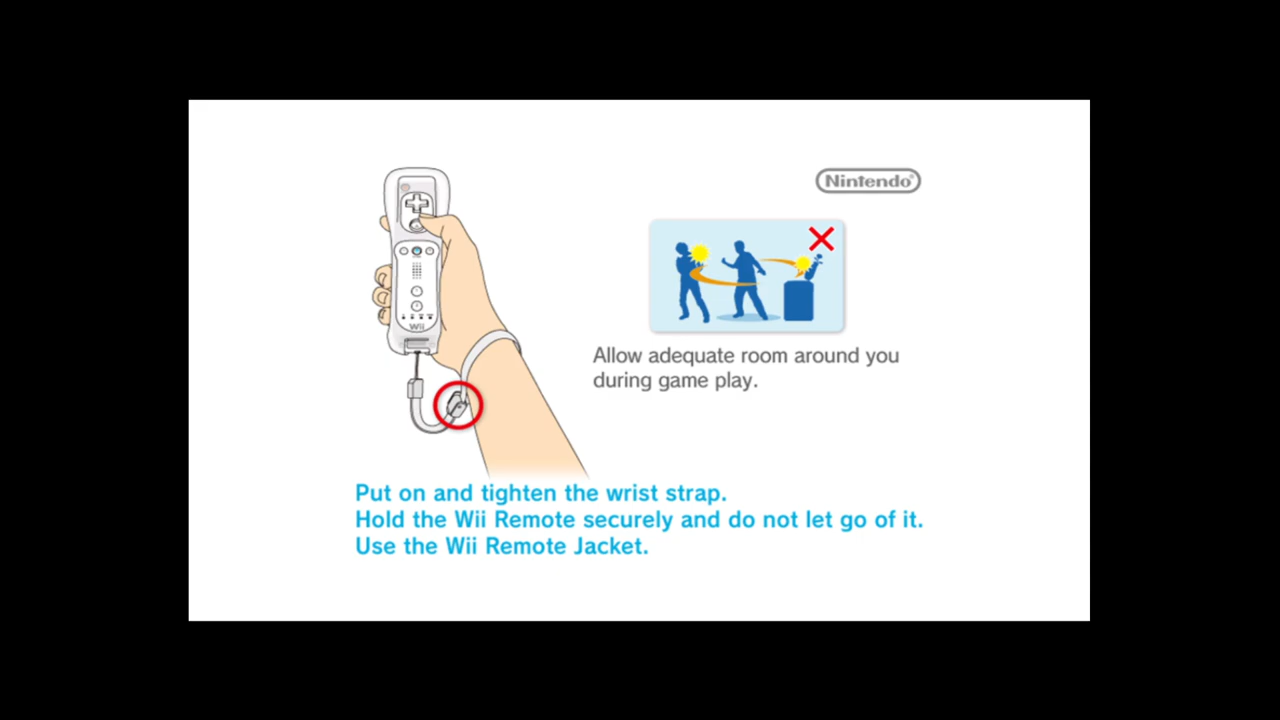 Nintendo®
Wii
Allow adequate room around you
during game play.
Put on and tighten the wrist strap.
Hold the Wii Remote securely and do not let go of it.
Use the Wii Remote Jacket.